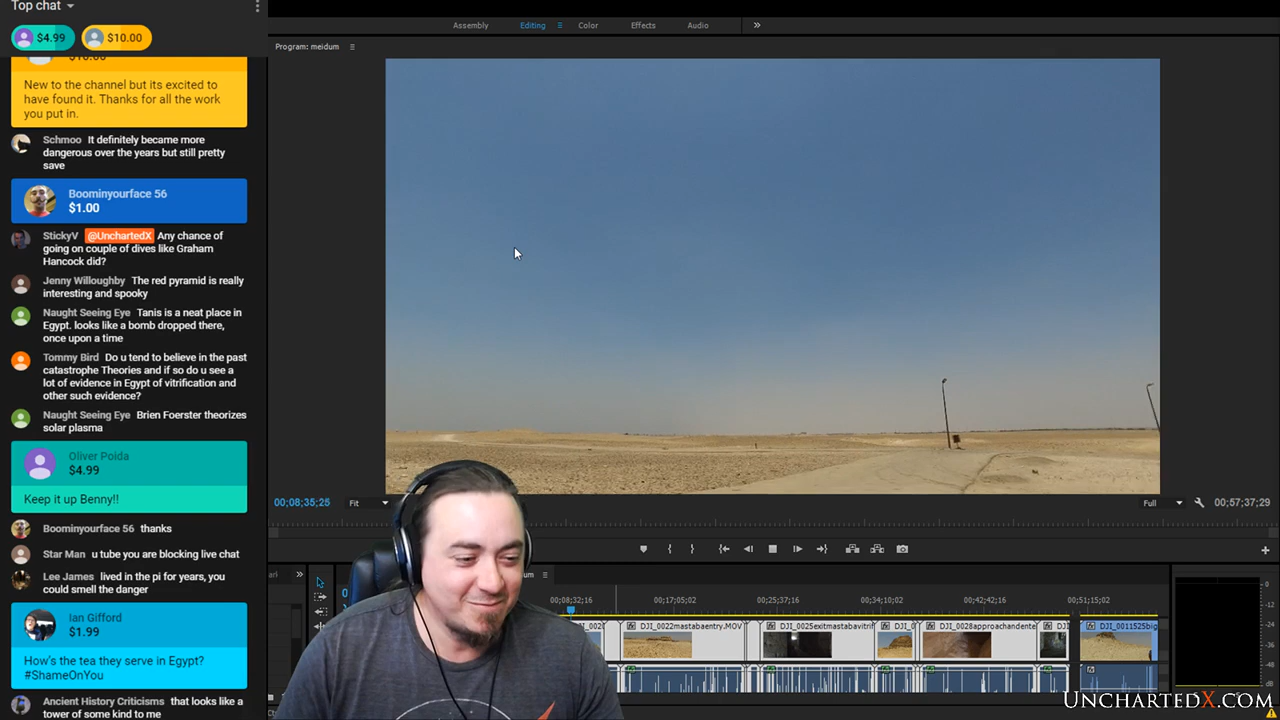 Top chat
$4.99
$10.00
New to the channel but its excited to
have found it. Thanks for all the work
you put in.
Schmoo It definitely became more
dangerous over the years but still pretty
save
Boominyourface 56
$1.00
StickyV @UnchartedX Any chance of
going on couple of dives like Graham
Hancock did?
Jenny Willoughby The red pyramid is really
interesting and spooky
Naught Seeing Eye Tanis is a neat place in
Egypt. looks like a bomb dropped there,
once upon a time
Tommy Bird Do u tend to believe in the past
catastrophe Theories and if so do u see a
lot of evidence in Egypt of vitrification and
other such evidence?
Naught Seeing Eye Brien Foerster theorizes
solar plasma
Oliver Poida
$4.99
Keep it up Benny!!
Boominyourface 56 thanks
Star Man u tube you are blocking live chat
Lee James lived in the pi for years, you
could smell the danger
Ian Gifford
$1.99
How's the tea they serve in Egypt?
#ShameOnYou
Ancient History Criticisms that looks like a
tower of some kind to me
Assembly Editing Color Effects Audio
Program: meidum
00;08;35;25 Fit Full 00;57;37;29
00;08;32;16 00;17;05;02 00;25;37;16 00;34;10;02 00;42;42;16 00;51;15;02
DJI_0022mastabaentry.MOV DJI_0025exitmastabavitrif DJI_0 DJI_0028approachandente DJI DJI_0011525big
0
-6
-12
-18
-24
-30
-36
UnchartedX.com